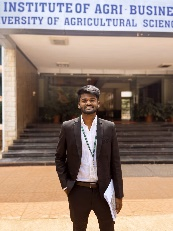 INSTITUTE OF AGRI - BUSINE
VERSITY OF AGRICULTURAL SCIENC